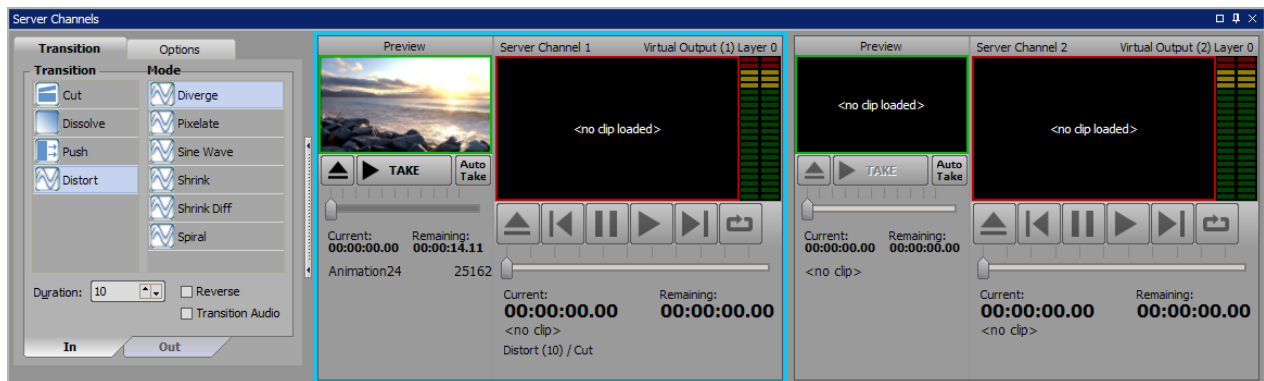 Server Channels
Transition
Options
Transition
Mode
Cut
Dissolve
Push
Distort
Diverge
Pixelate
Sine Wave
Shrink
Shrink Diff
Spiral
Duration: 10
Reverse
Transition Audio
In
Out
Preview
TAKE
Auto
Take
Current:
Remaining:
00:00:00.00
00:00:14.11
Animation24
25162
Server Channel 1
Virtual Output (1) Layer 0
<no clip loaded>
Current:
Remaining:
00:00:00.00
00:00:00.00
<no clip>
Distort (10) / Cut
Preview
<no clip loaded>
TAKE
Auto
Take
Current:
Remaining:
00:00:00.00
00:00:00.00
<no clip>
Server Channel 2
Virtual Output (2) Layer 0
<no clip loaded>
Current:
Remaining:
00:00:00.00
00:00:00.00
<no clip>